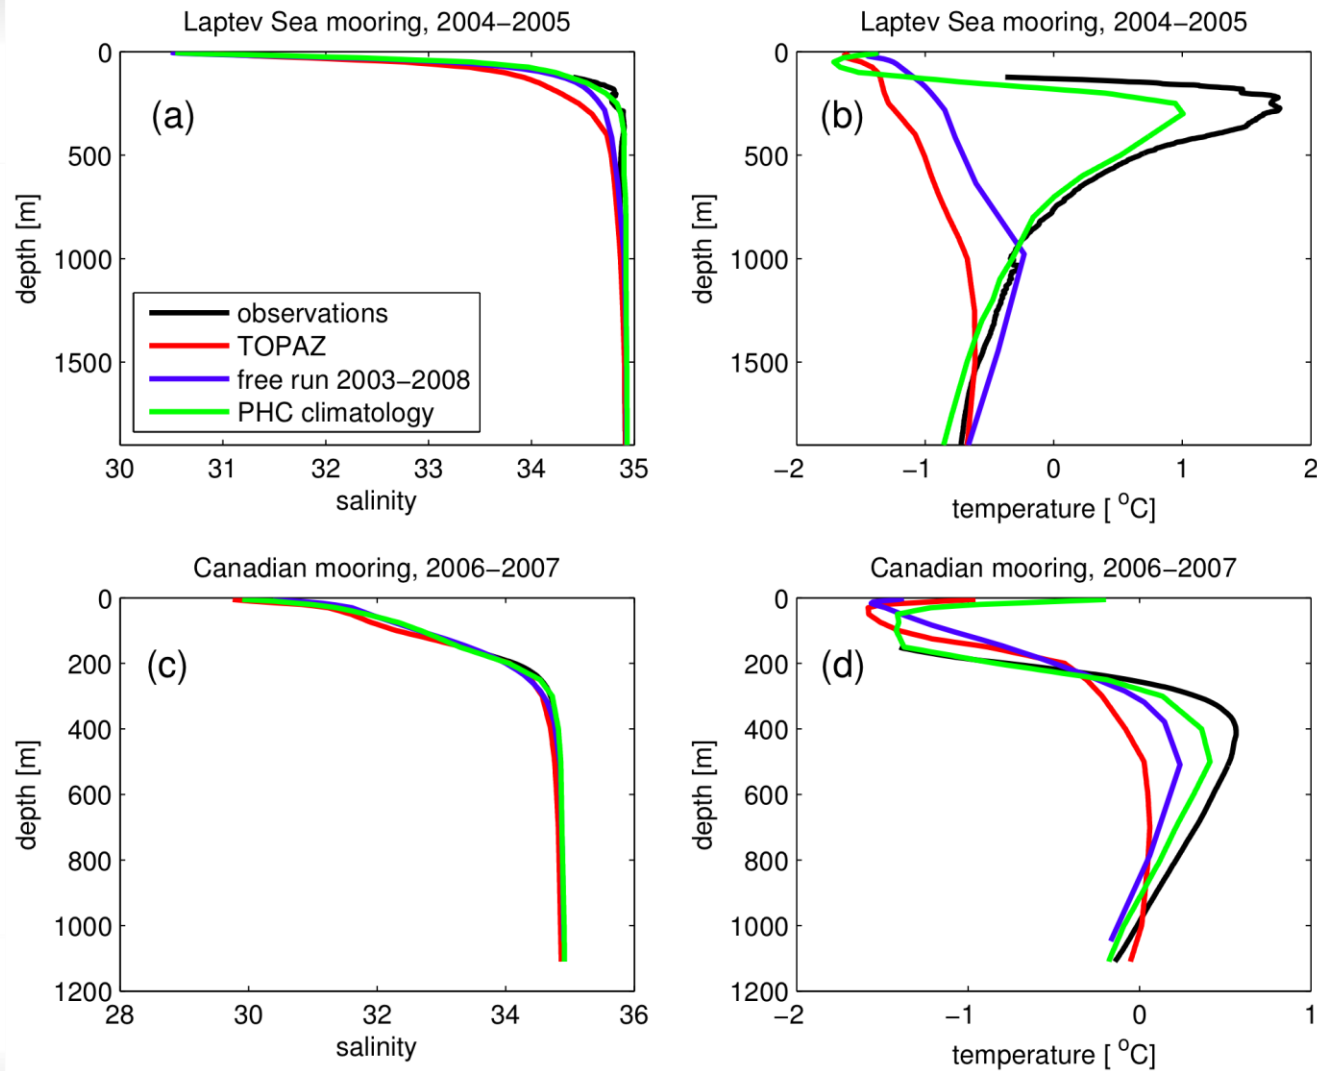 Laptev Sea mooring, 2004−2005
0
500
1000
1500
depth [m]
(a)
observations
TOPAZ
free run 2003−2008
PHC climatology
30 31 32 33 34 35
salinity
Laptev Sea mooring, 2004−2005
0
500
1000
1500
depth [m]
(b)
−2 −1 0 1 2
temperature [ °C]
Canadian mooring, 2006−2007
0
200
400
600
800
1000
1200
depth [m]
(c)
28 30 32 34 36
salinity
Canadian mooring, 2006−2007
0
200
400
600
800
1000
1200
depth [m]
(d)
−2 −1 0 1
temperature [ °C]